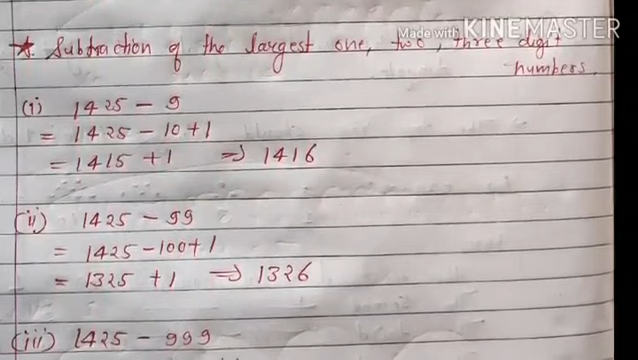 Made with KINEMASTER
* Subtraction of the largest one, two, three digit
numbers.
(i) 1425 - 9
= 1425 - 10 + 1
= 1415 + 1 ⇒ 1416
(ii) 1425 - 99
= 1425 - 100 + 1
= 1325 + 1 ⇒ 1326
(iii) 1425 - 999